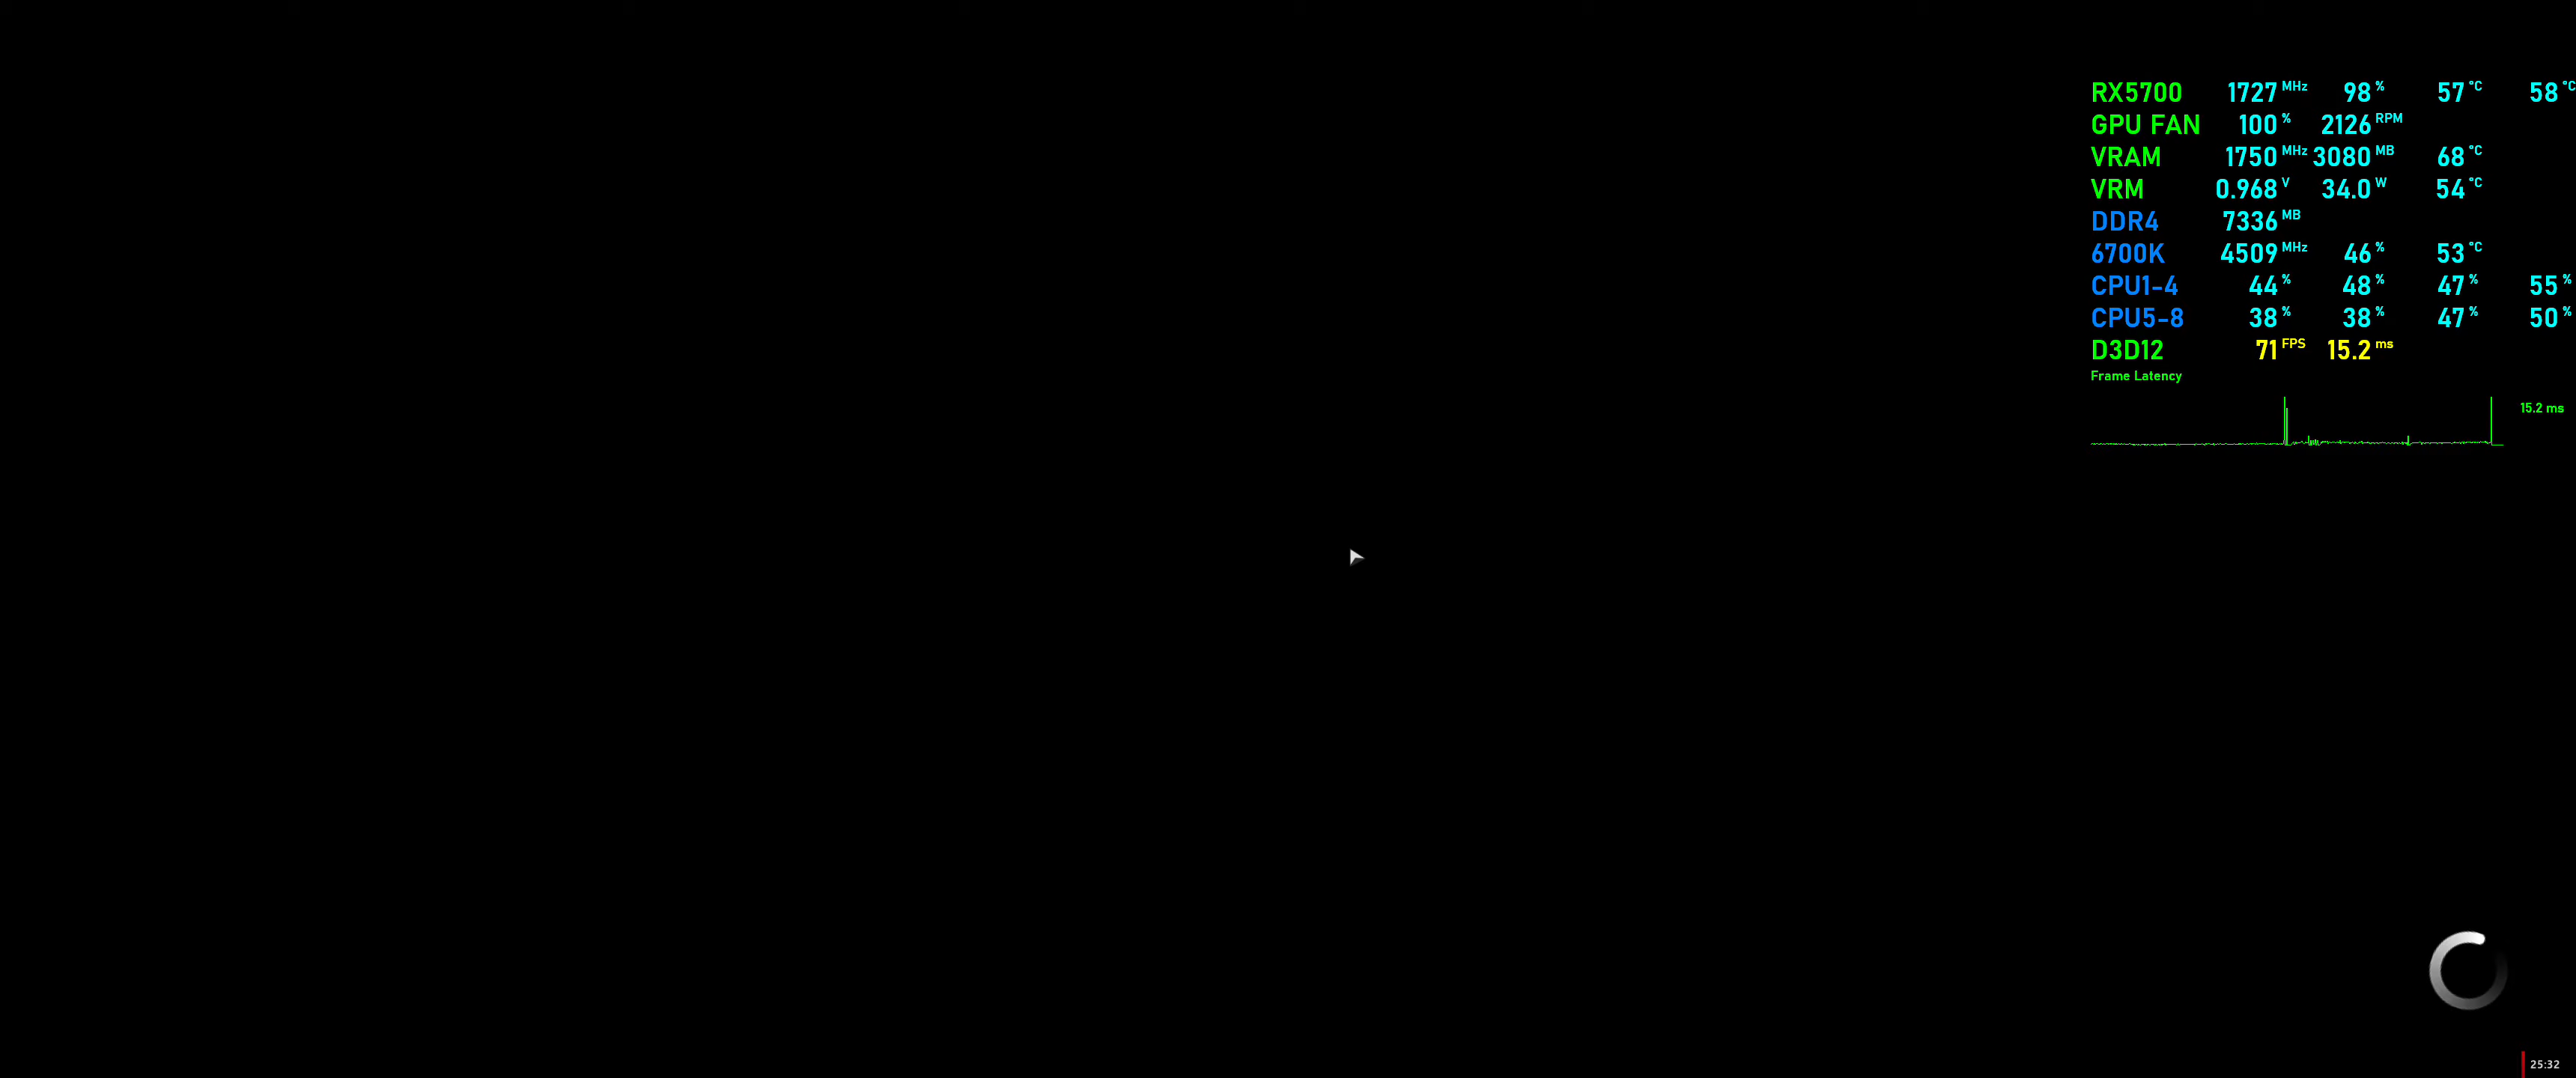 RX5700 1727 MHz 98 % 57 °C 58 °C
GPU FAN 100 % 2126 RPM
VRAM 1750 MHz 3080 MB 68 °C
VRM 0.968 V 34.0 W 54 °C
DDR4 7336 MB
6700K 4509 MHz 46 % 53 °C
CPU1-4 44 % 48 % 47 % 55 %
CPU5-8 38 % 38 % 47 % 50 %
D3D12 71 FPS 15.2 ms
Frame Latency
15.2 ms
25:32